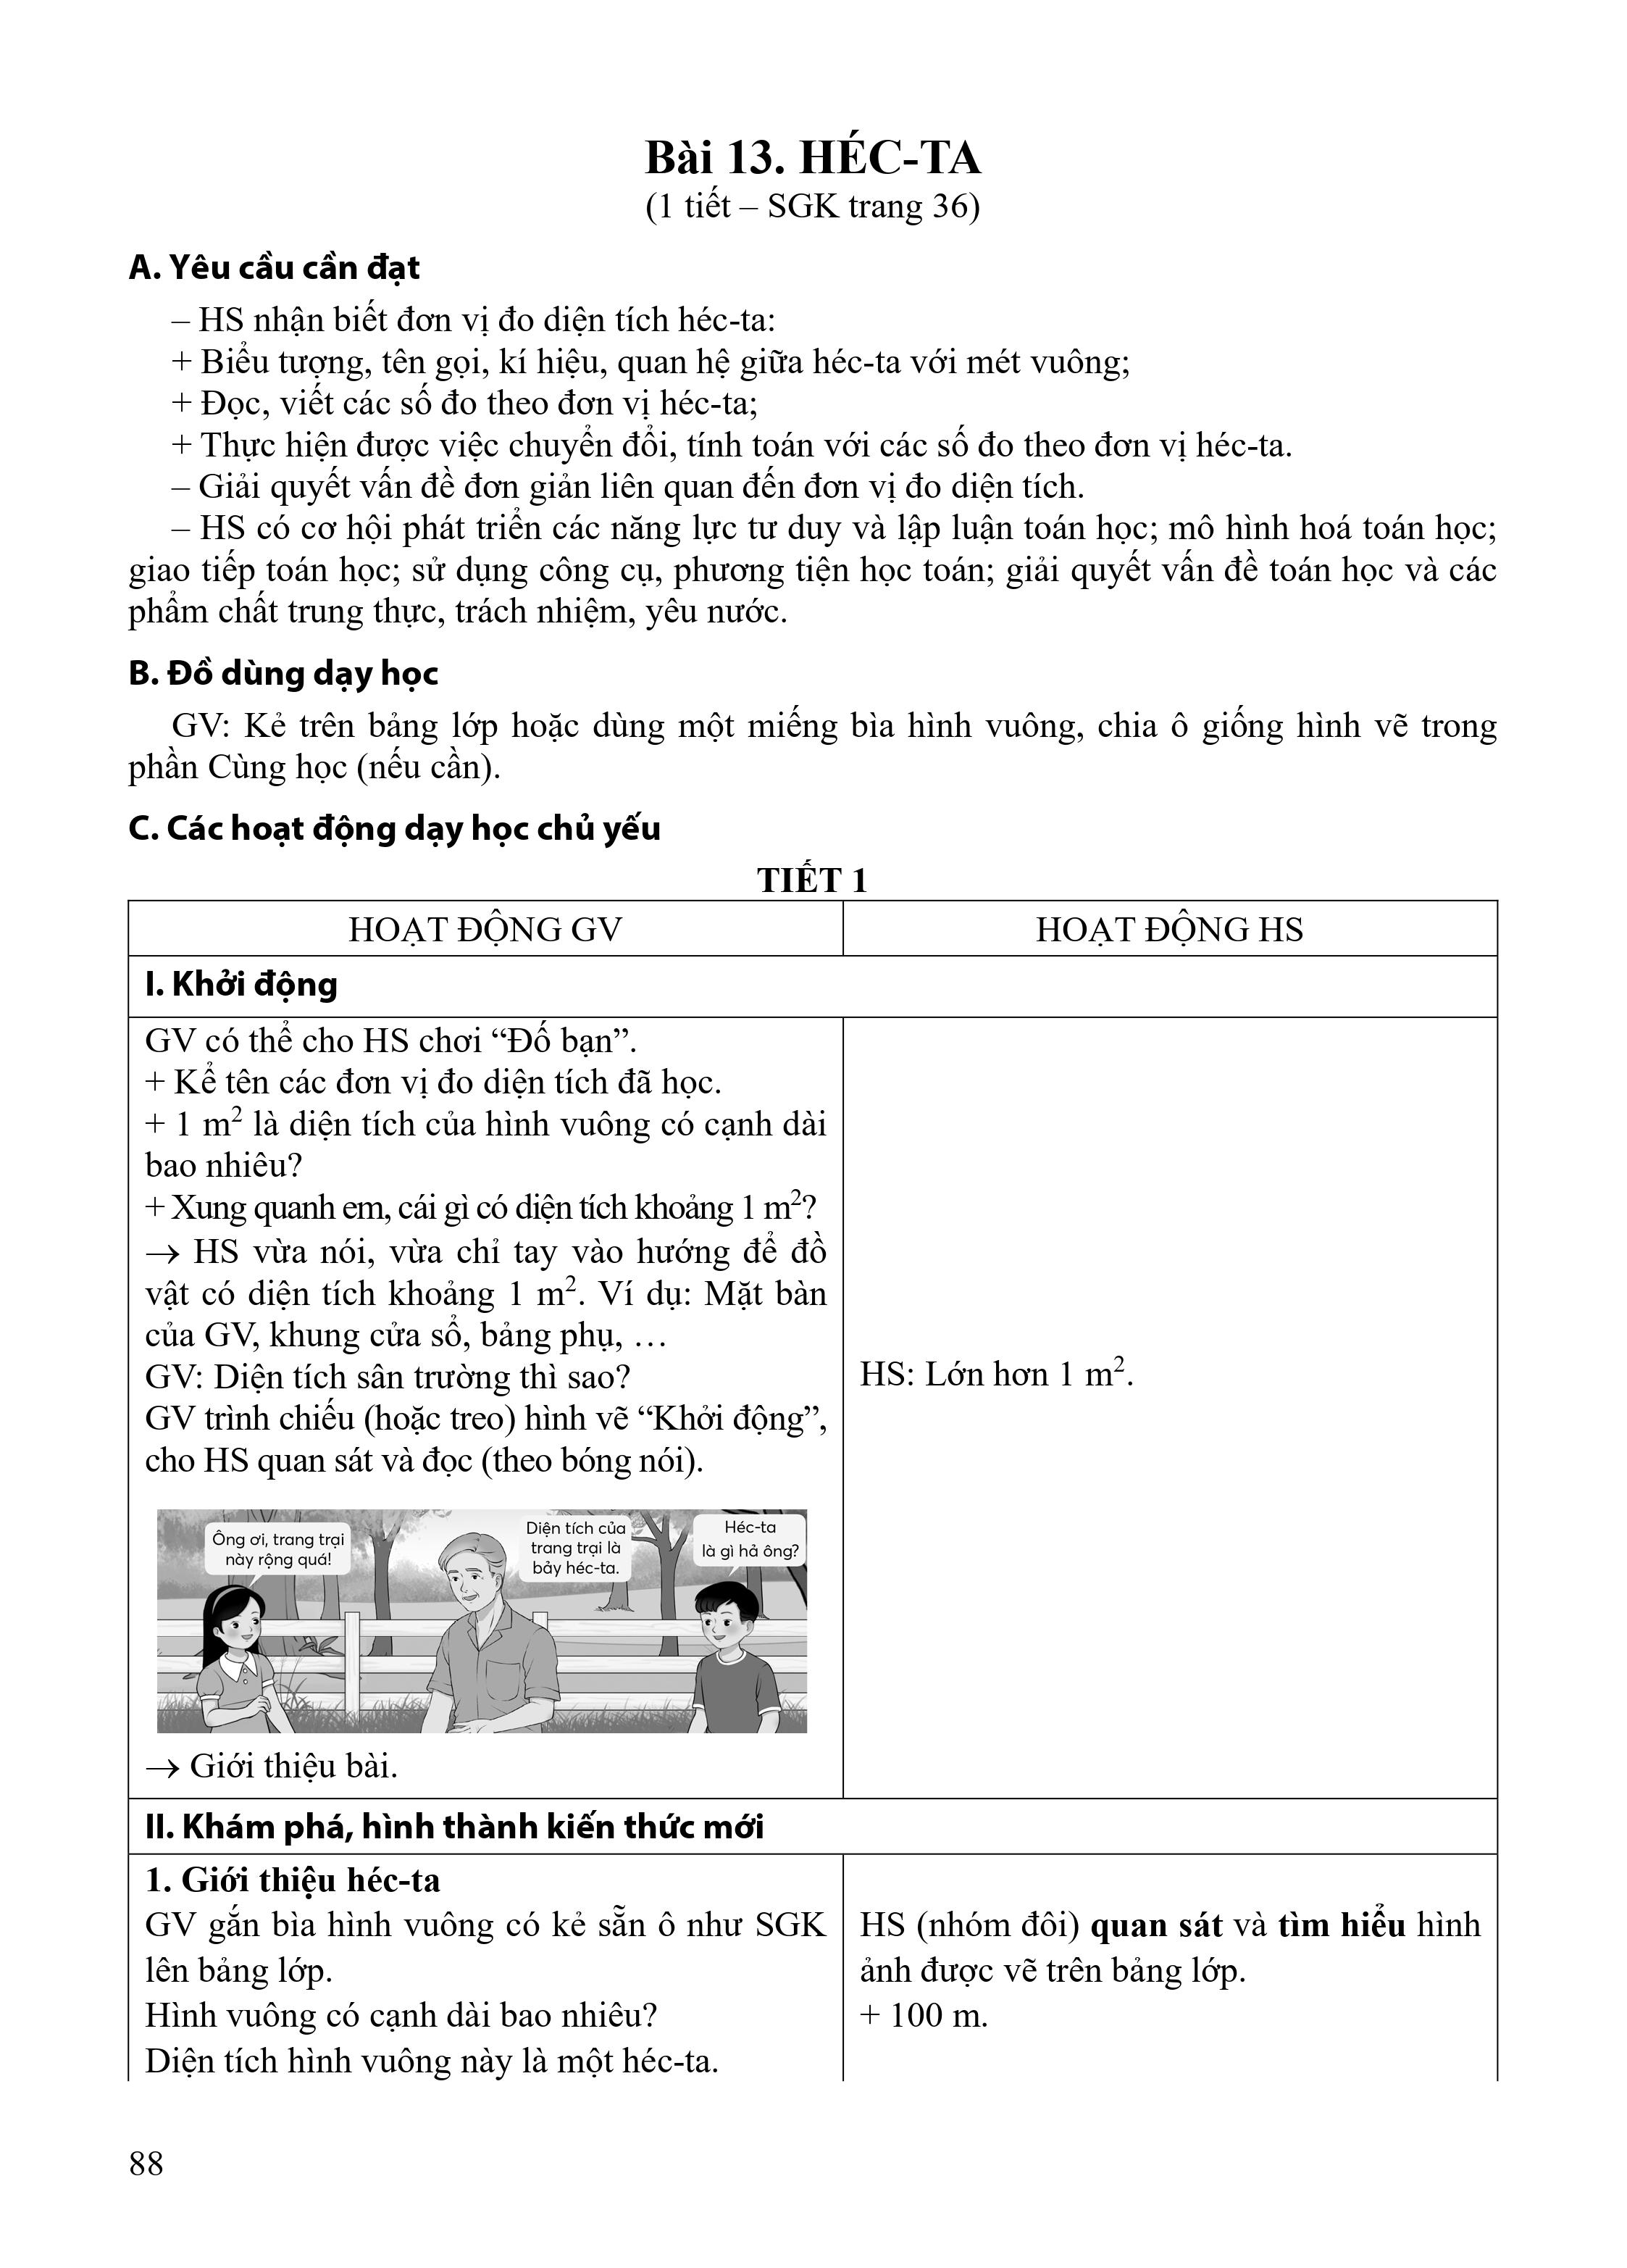 Bài 13. HÉC-TA
(1 tiết – SGK trang 36)
A. Yêu cầu cần đạt
– HS nhận biết đơn vị đo diện tích héc-ta:
+ Biểu tượng, tên gọi, kí hiệu, quan hệ giữa héc-ta với mét vuông;
+ Đọc, viết các số đo theo đơn vị héc-ta;
+ Thực hiện được việc chuyển đổi, tính toán với các số đo theo đơn vị héc-ta.
– Giải quyết vấn đề đơn giản liên quan đến đơn vị đo diện tích.
– HS có cơ hội phát triển các năng lực tư duy và lập luận toán học; mô hình hoá toán học;
giao tiếp toán học; sử dụng công cụ, phương tiện học toán; giải quyết vấn đề toán học và các
phẩm chất trung thực, trách nhiệm, yêu nước.
B. Đồ dùng dạy học
GV: Kẻ trên bảng lớp hoặc dùng một miếng bìa hình vuông, chia ô giống hình vẽ trong
phần Cùng học (nếu cần).
C. Các hoạt động dạy học chủ yếu
TIẾT 1
HOẠT ĐỘNG GV
HOẠT ĐỘNG HS
I. Khởi động
GV có thể cho HS chơi “Đố bạn”.
+ Kể tên các đơn vị đo diện tích đã học.
+ 1 m² là diện tích của hình vuông có cạnh dài
bao nhiêu?
+ Xung quanh em, cái gì có diện tích khoảng 1 m²?
→ HS vừa nói, vừa chỉ tay vào hướng để đồ
vật có diện tích khoảng 1 m². Ví dụ: Mặt bàn
của GV, khung cửa sổ, bảng phụ, …
GV: Diện tích sân trường thì sao?
HS: Lớn hơn 1 m².
GV trình chiếu (hoặc treo) hình vẽ “Khởi động”,
cho HS quan sát và đọc (theo bóng nói).
Ông ơi, trang trại
này rộng quá!
Diện tích của
trang trại là
bảy héc-ta.
Héc-ta
là gì hả ông?
→ Giới thiệu bài.
II. Khám phá, hình thành kiến thức mới
1. Giới thiệu héc-ta
GV gắn bìa hình vuông có kẻ sẵn ô như SGK
lên bảng lớp.
Hình vuông có cạnh dài bao nhiêu?
Diện tích hình vuông này là một héc-ta.
HS (nhóm đôi) quan sát và tìm hiểu hình
ảnh được vẽ trên bảng lớp.
+ 100 m.
88